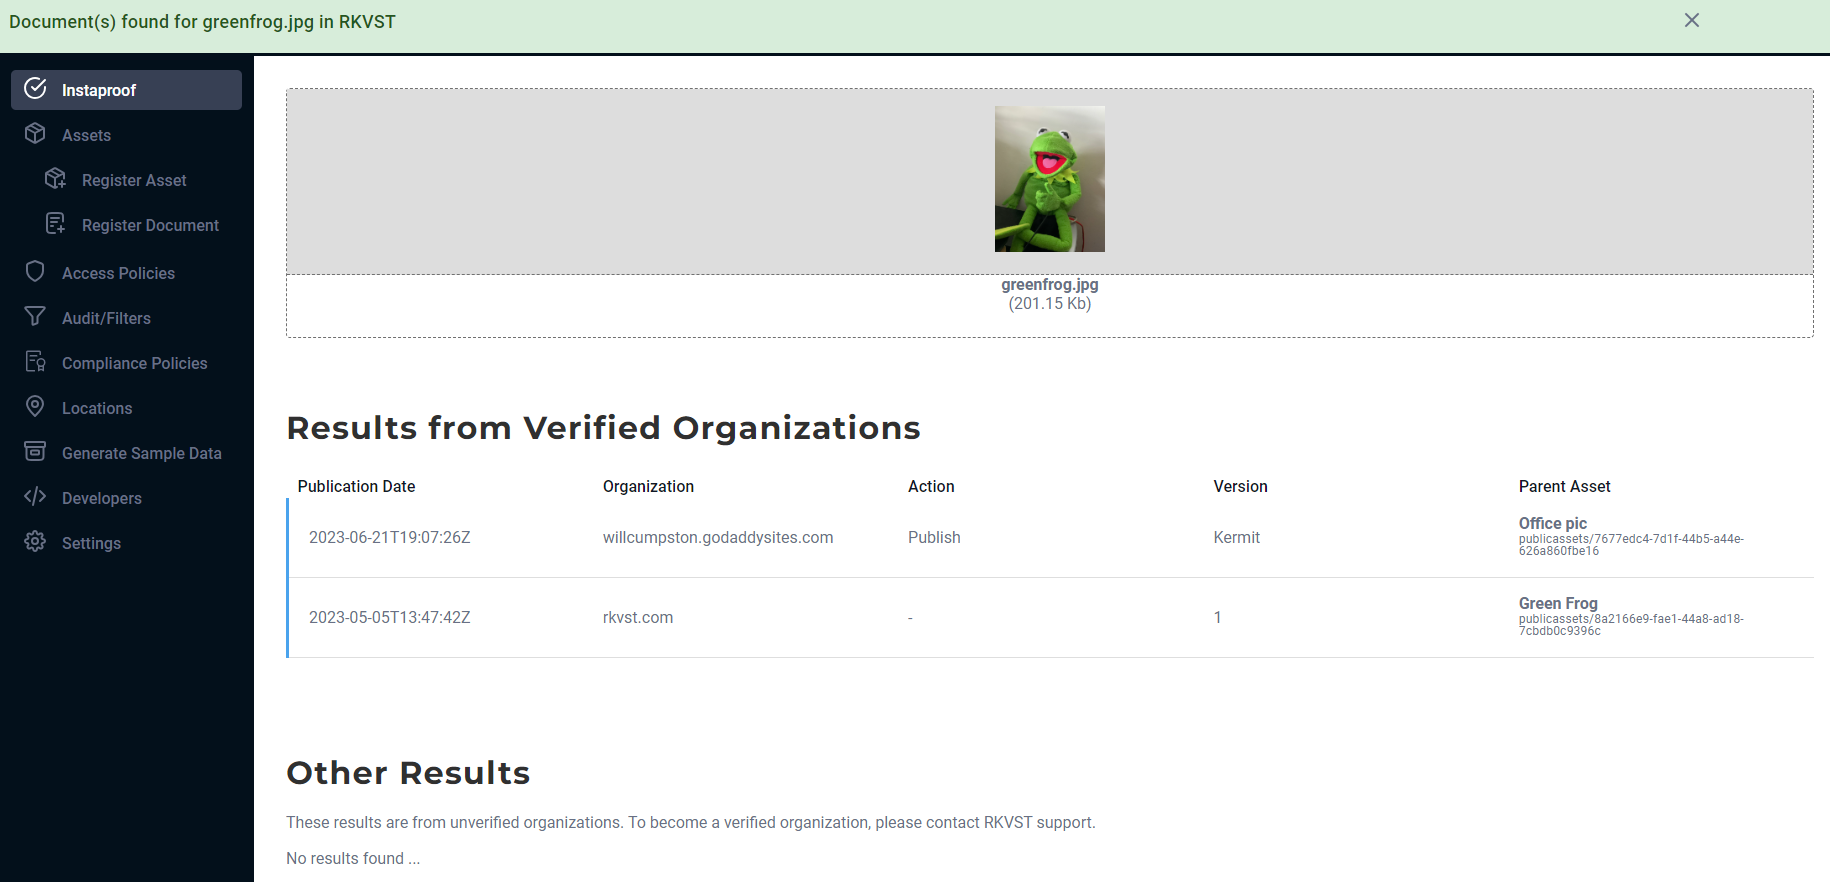 Document(s) found for greenfrog.jpg in RKVST
Instaproof
Assets
Register Asset
Register Document
Access Policies
Audit/Filters
Compliance Policies
Locations
Generate Sample Data
Developers
Settings
greenfrog.jpg
(201.15 Kb)
Results from Verified Organizations
Publication Date Organization Action Version Parent Asset
2023-06-21T19:07:26Z willcumpston.godaddysites.com Publish Kermit Office pic
publicassets/7677edc4-7d1f-44b5-a44e-
626a860fbe16
2023-05-05T13:47:42Z rkvst.com - 1 Green Frog
publicassets/8a2166e9-fae1-44a8-ad18-
7cbdb0c9396c
Other Results
These results are from unverified organizations. To become a verified organization, please contact RKVST support.
No results found ...